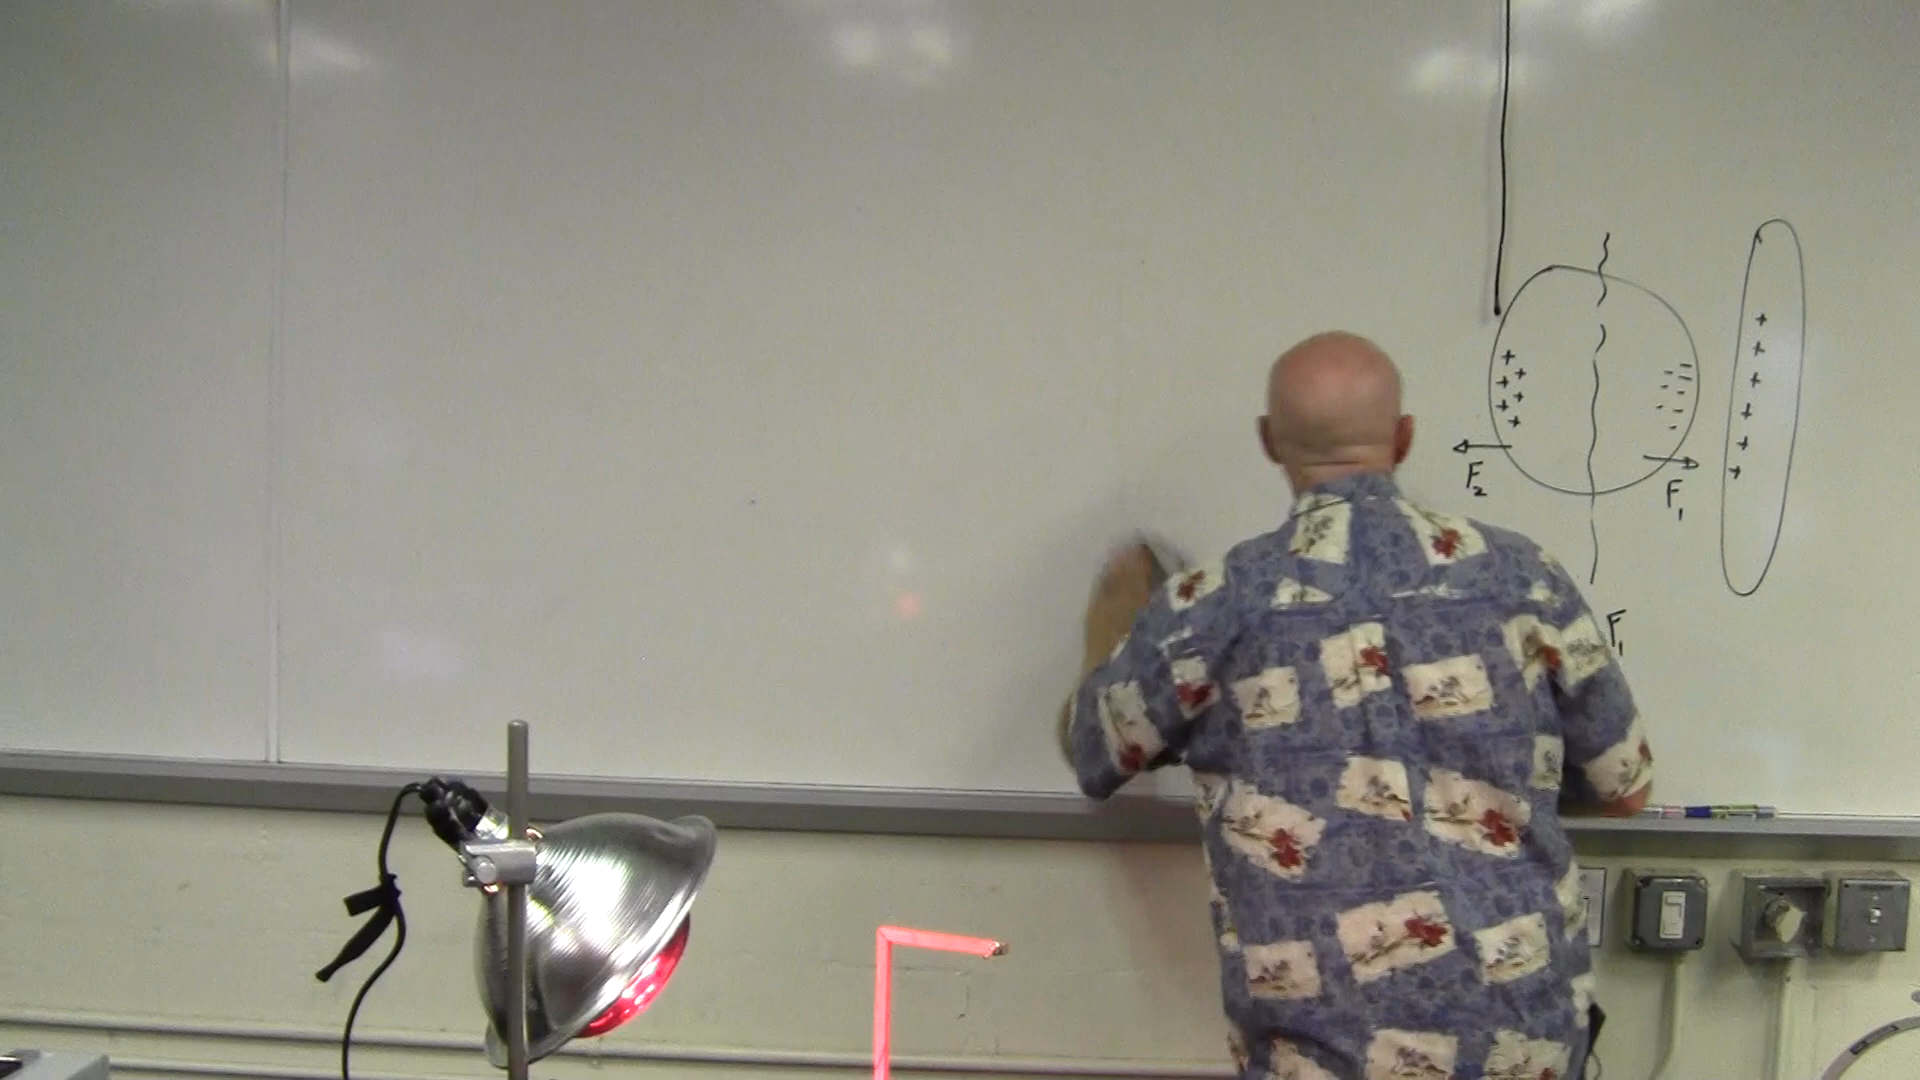 + + + + + + +
- - - - - - - -
+ + + + + +
F₂
F₁
F₁